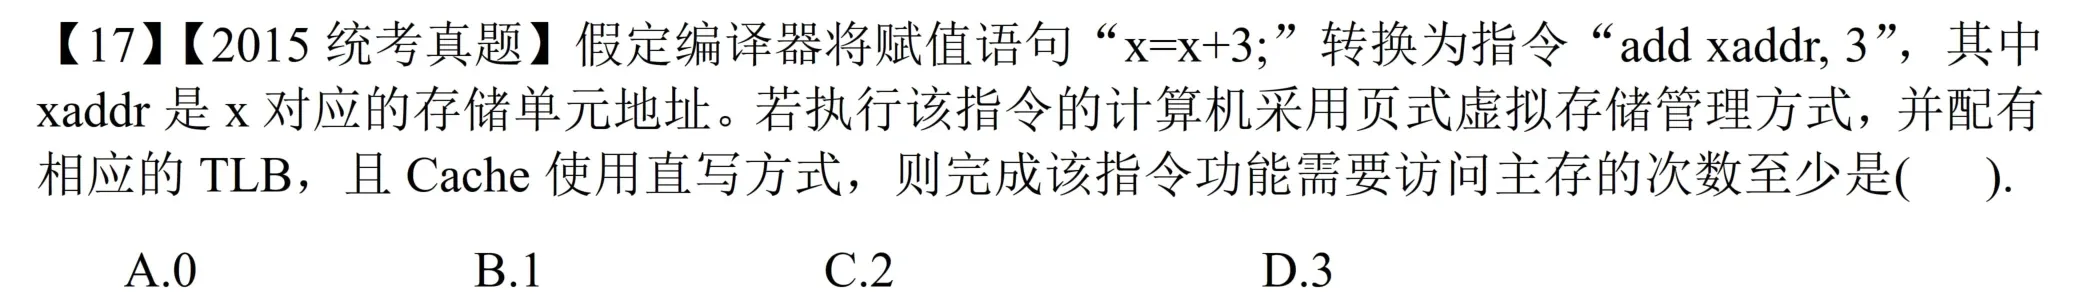 【17】【2015 统考真题】假定编译器将赋值语句“x=x+3;”转换为指令“add xaddr, 3”，其中
xaddr 是 x 对应的存储单元地址。若执行该指令的计算机采用页式虚拟存储管理方式，并配有
相应的 TLB，且 Cache 使用直写方式，则完成该指令功能需要访问主存的次数至少是(    ).
A.0 B.1 C.2 D.3